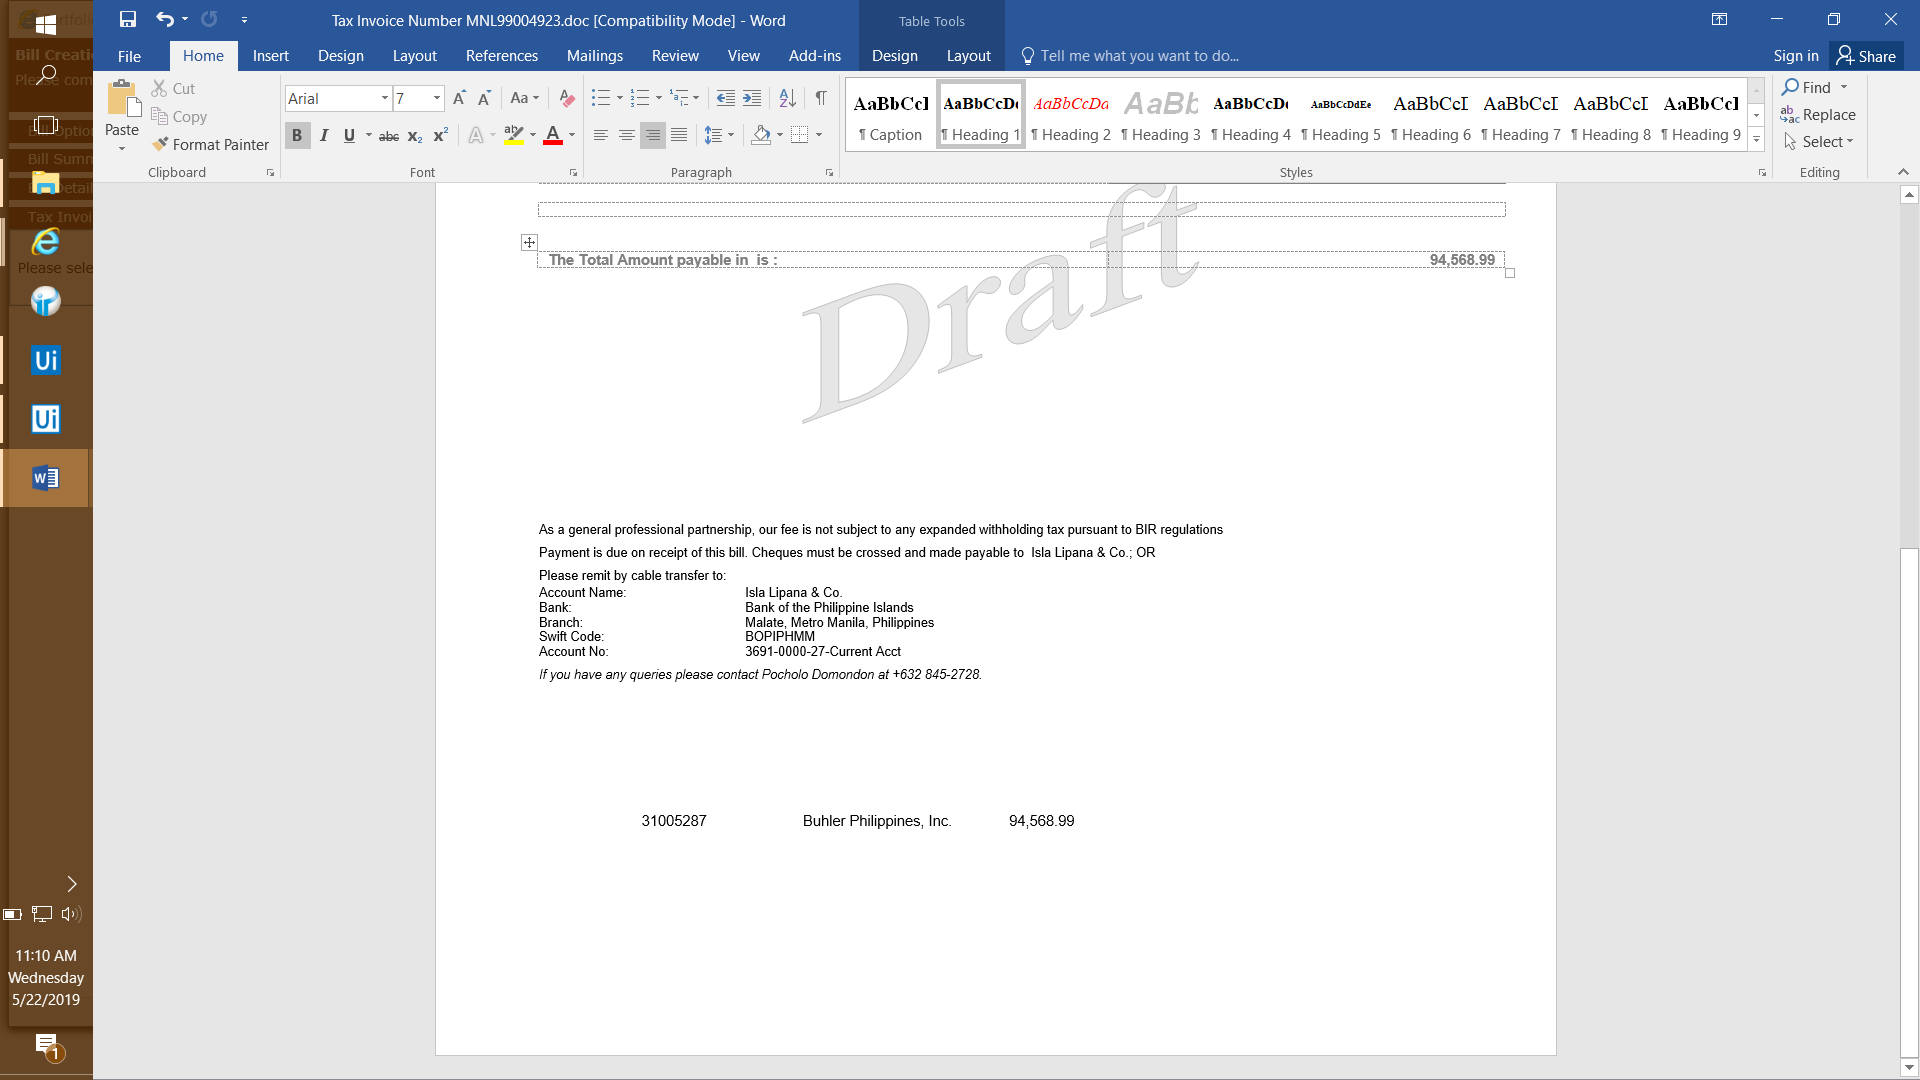 Tax Invoice Number MNL99004923.doc [Compatibility Mode] - Word
Table Tools
File Home Insert Design Layout References Mailings Review View Add-ins Design Layout Tell me what you want to do... Sign in Share
Paste
Cut
Copy
Format Painter
Clipboard
Arial 7
Font
Paragraph
AaBbCcI AaBbCcDc AaBbCcDa AaBb AaBbCcDc AaBbCcDdEe AaBbCcI AaBbCcI AaBbCcI AaBbCcI
¶ Caption ¶ Heading 1 ¶ Heading 2 ¶ Heading 3 ¶ Heading 4 ¶ Heading 5 ¶ Heading 6 ¶ Heading 7 ¶ Heading 8 ¶ Heading 9
Styles
Find
Replace
Select
Editing
Bill Creati
Please com
Bill Option
Bill Summ
Detai
Tax Invoi
Please sele
Ui
Ui
11:10 AM
Wednesday
5/22/2019
1
The Total Amount payable in is : 94,568.99
Draft
As a general professional partnership, our fee is not subject to any expanded withholding tax pursuant to BIR regulations
Payment is due on receipt of this bill. Cheques must be crossed and made payable to Isla Lipana & Co.; OR
Please remit by cable transfer to:
Account Name: Isla Lipana & Co.
Bank: Bank of the Philippine Islands
Branch: Malate, Metro Manila, Philippines
Swift Code: BOPIPHMM
Account No: 3691-0000-27-Current Acct
If you have any queries please contact Pocholo Domondon at +632 845-2728.
31005287 Buhler Philippines, Inc. 94,568.99